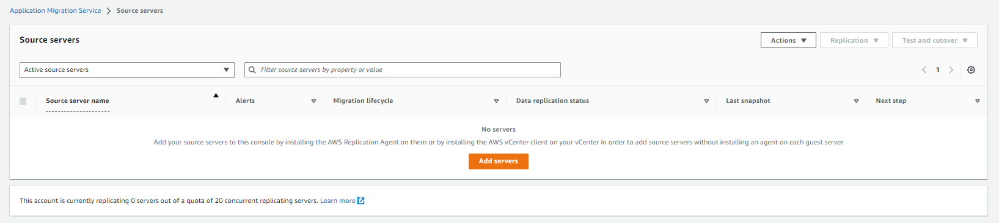 Application Migration Service > Source servers
Source servers
Actions
Replication
Test and cutover
Active source servers
Filter source servers by property or value
1
Source server name
Alerts
Migration lifecycle
Data replication status
Last snapshot
Next step
No servers
Add your source servers to this console by installing the AWS Replication Agent on them or by installing the AWS vCenter client on your vCenter in order to add source servers without installing an agent on each guest server
Add servers
This account is currently replicating 0 servers out of a quota of 20 concurrent replicating servers. Learn more